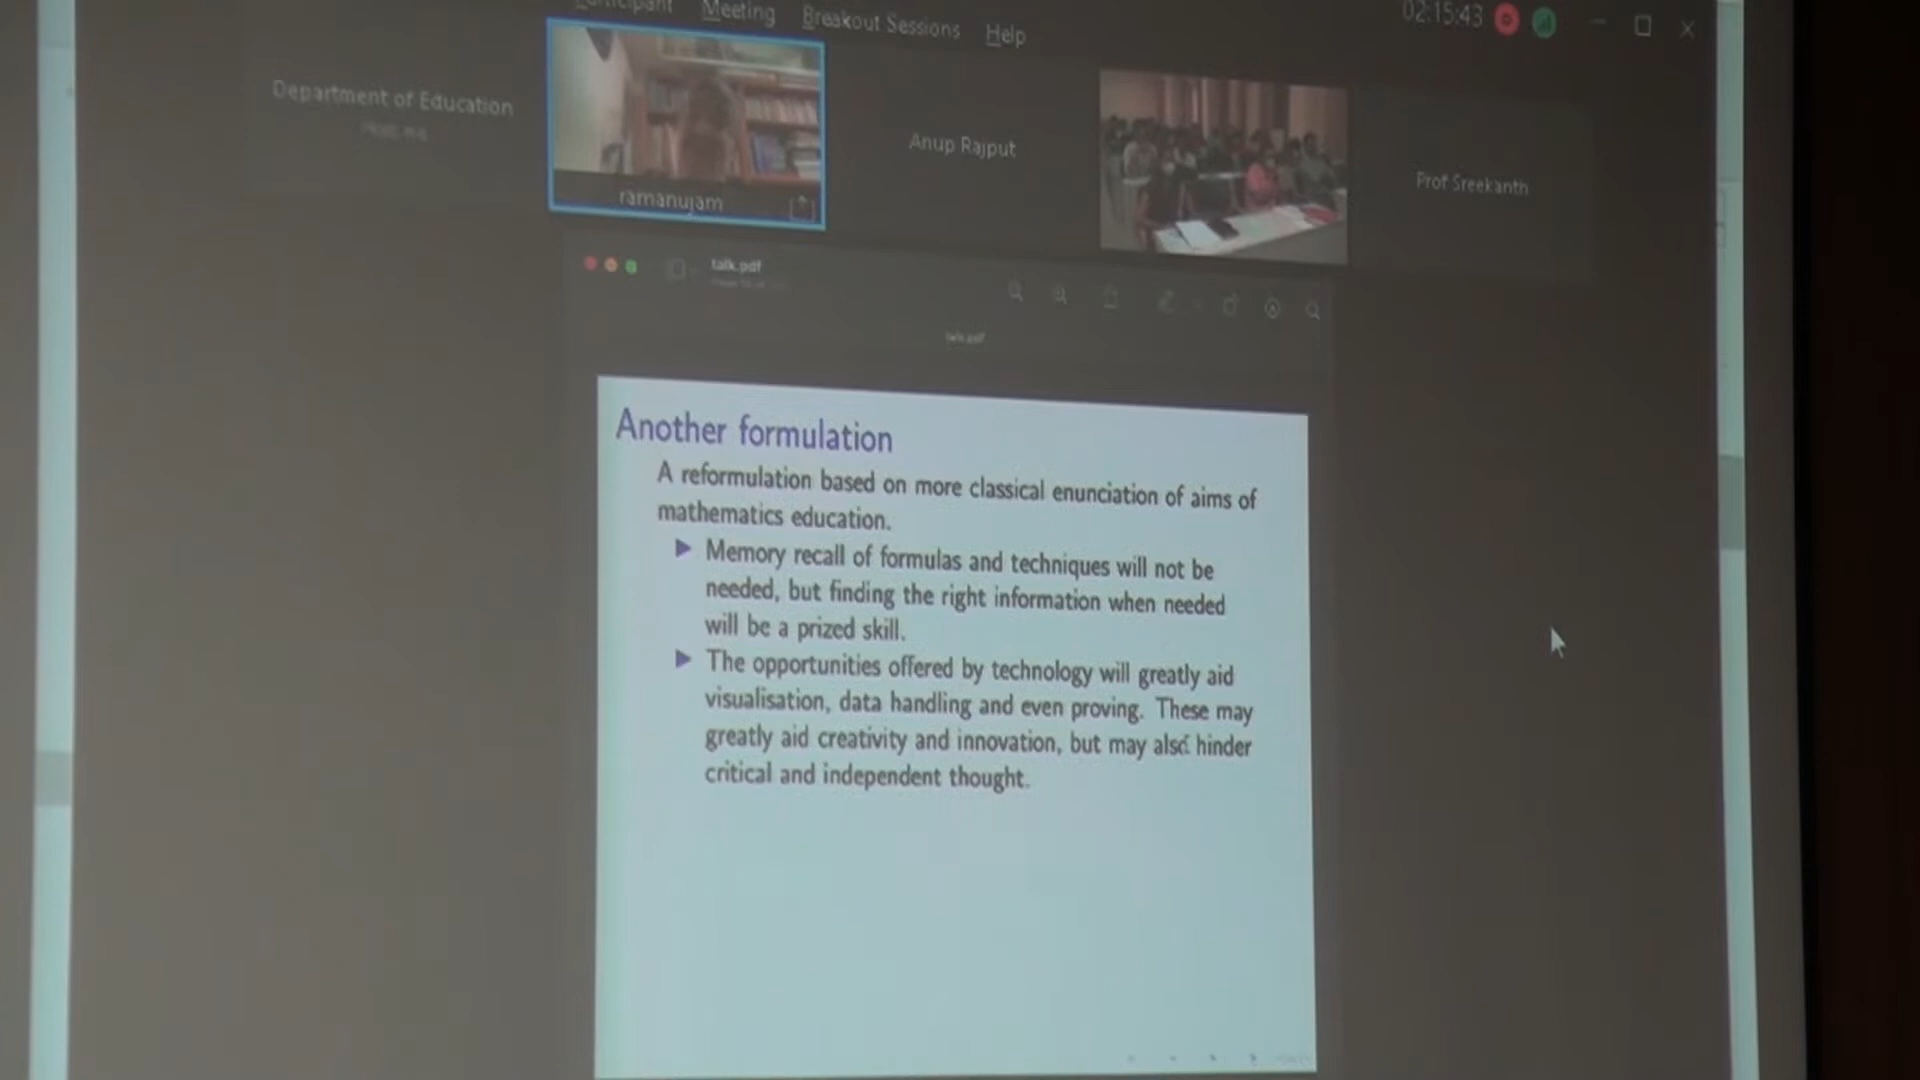 Participant Meeting Breakout Sessions Help
02:15:43
Department of Education
ramanujam
Anup Rajput
Prof Sreekanth
talk.pdf
talk.pdf
Another formulation
A reformulation based on more classical enunciation of aims of
mathematics education.
Memory recall of formulas and techniques will not be
needed, but finding the right information when needed
will be a prized skill.
The opportunities offered by technology will greatly aid
visualisation, data handling and even proving. These may
greatly aid creativity and innovation, but may also hinder
critical and independent thought.